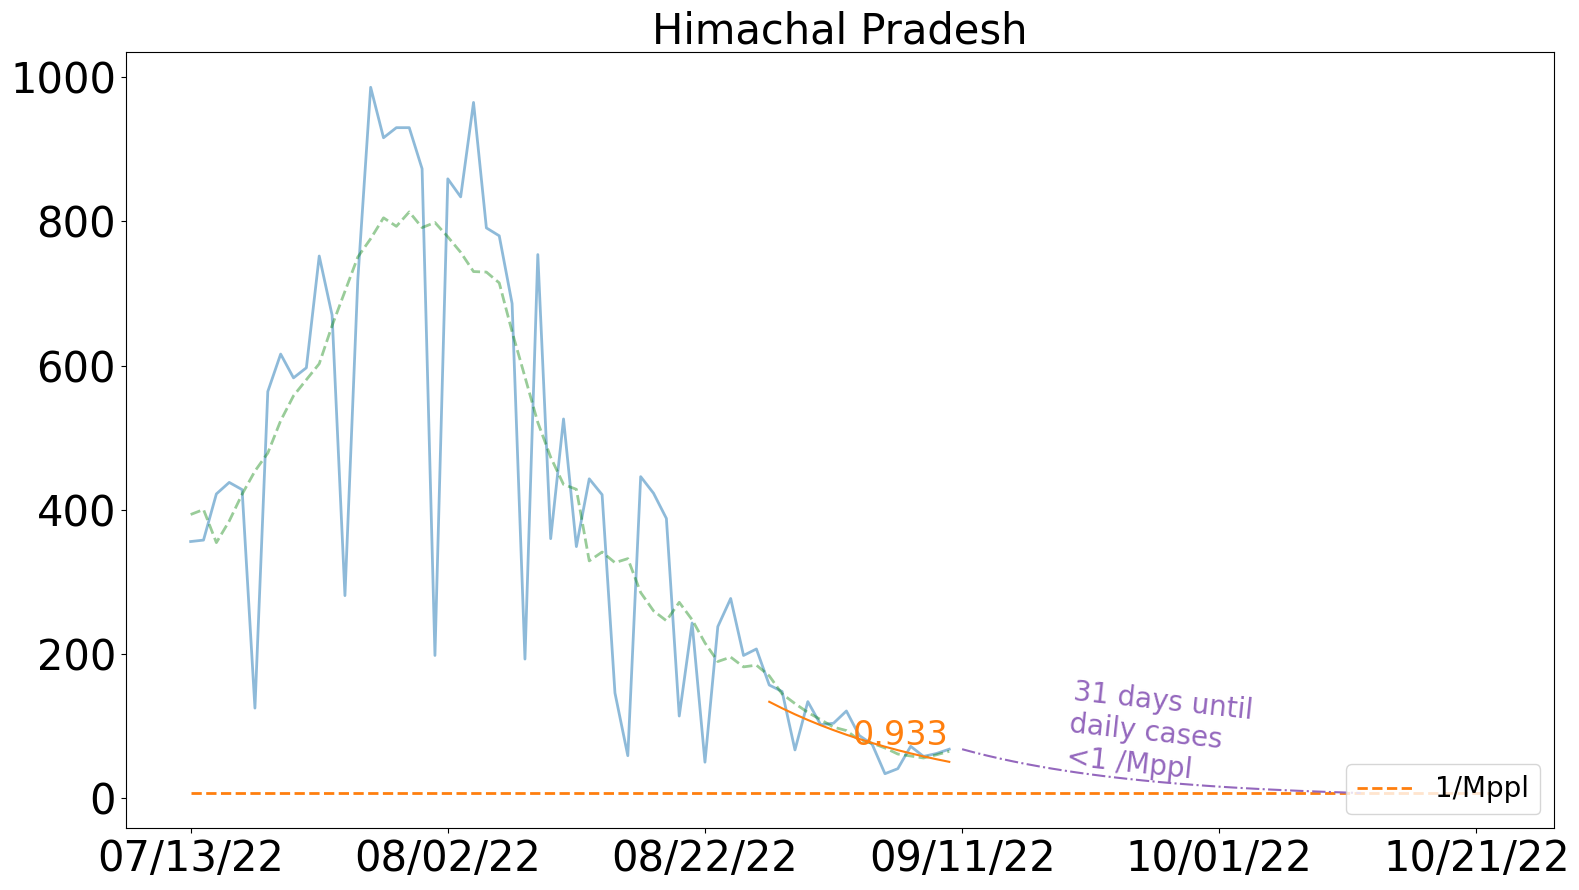 Himachal Pradesh
1000
800
600
400
200
0
0.933
31 days until
daily cases
<1 /Mppl
1/Mppl
07/13/22
08/02/22
08/22/22
09/11/22
10/01/22
10/21/22